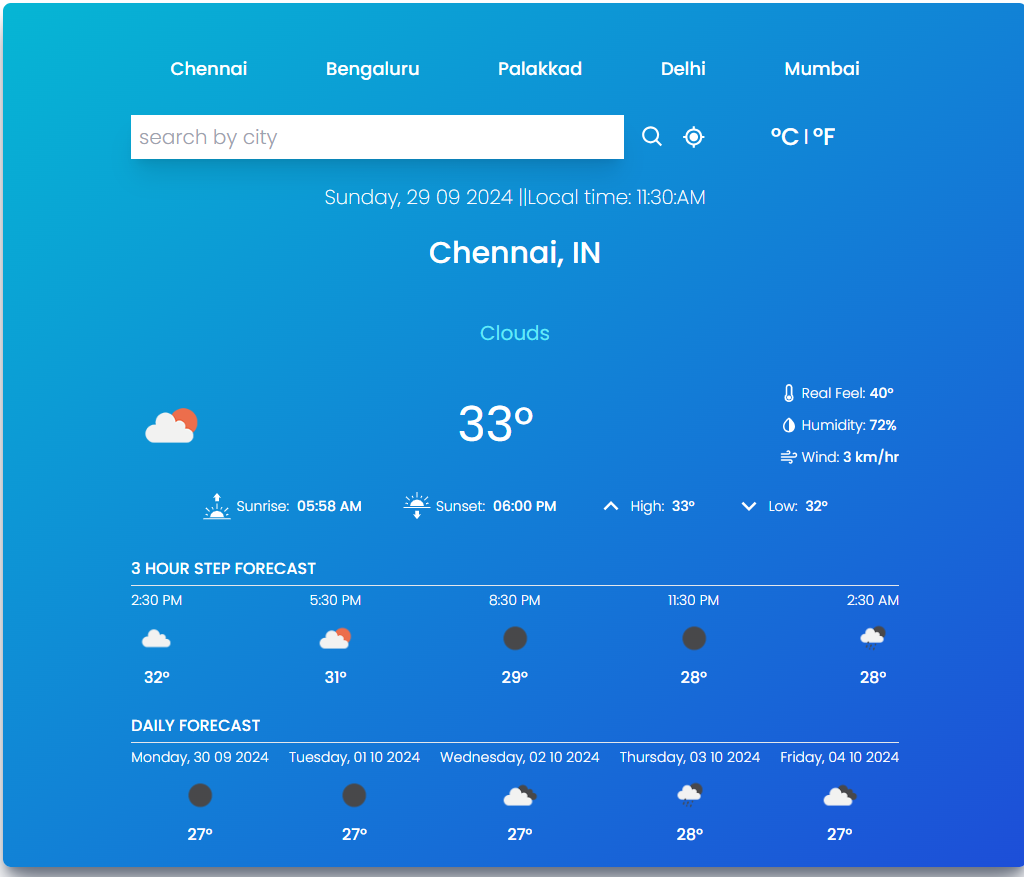 Chennai Bengaluru Palakkad Delhi Mumbai
search by city °C | °F
Sunday, 29 09 2024 ||Local time: 11:30:AM
Chennai, IN
Clouds
33°
Real Feel: 40°
Humidity: 72%
Wind: 3 km/hr
Sunrise: 05:58 AM Sunset: 06:00 PM High: 33° Low: 32°
3 HOUR STEP FORECAST
2:30 PM 5:30 PM 8:30 PM 11:30 PM 2:30 AM
32° 31° 29° 28° 28°
DAILY FORECAST
Monday, 30 09 2024 Tuesday, 01 10 2024 Wednesday, 02 10 2024 Thursday, 03 10 2024 Friday, 04 10 2024
27° 27° 27° 28° 27°